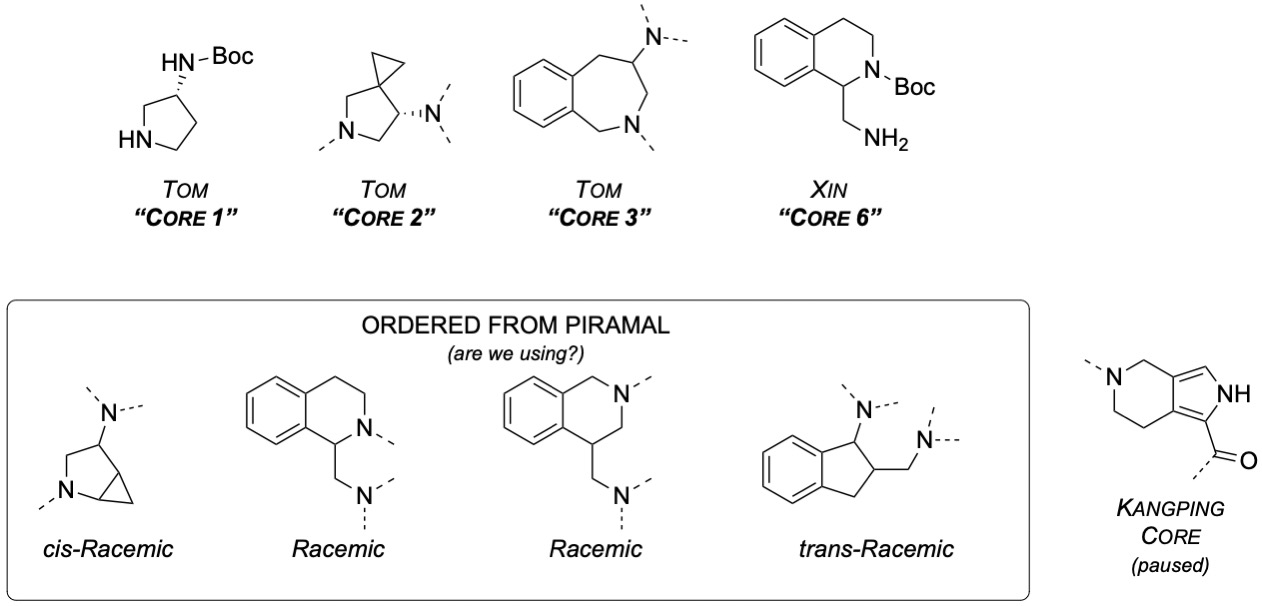 HN-Boc
HN
TOM
“CORE 1”
N
N
TOM
“CORE 2”
N
N
TOM
“CORE 3”
N
Boc
NH2
XIN
“CORE 6”
ORDERED FROM PIRAMAL
(are we using?)
N
N
cis-Racemic
N
N
Racemic
N
N
Racemic
N
N
trans-Racemic
N
NH
O
KANGPING
CORE
(paused)